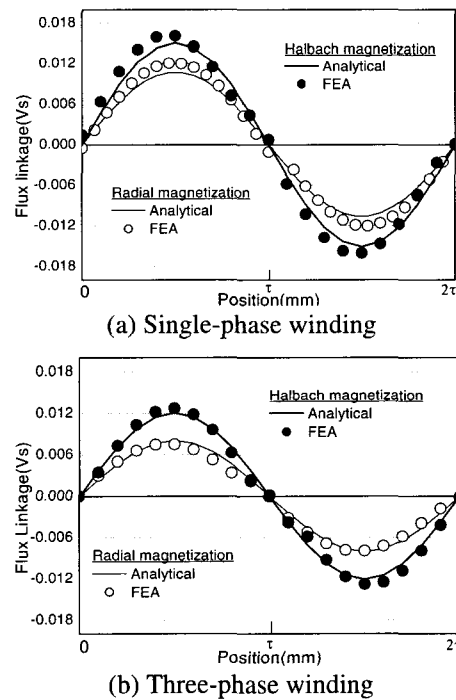 0.018
0.012
0.006
0.000
-0.006
-0.012
-0.018
Flux linkage(Vs)
Halbach magnetization
Analytical
FEA
Radial magnetization
Analytical
FEA
0
τ
2τ
Position(mm)
(a) Single-phase winding
0.018
0.012
0.006
0.000
-0.006
-0.012
-0.018
Flux Linkage(Vs)
Halbach magnetization
Analytical
FEA
Radial magnetization
Analytical
FEA
0
τ
2τ
Position(mm)
(b) Three-phase winding